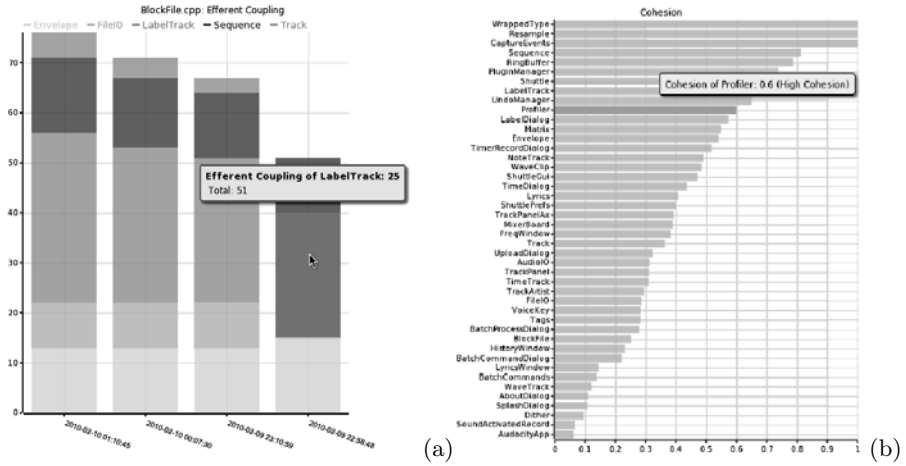 BlockFile.cpp: Efferent Coupling
Envelope FileIO LabelTrack Sequence Track
70
60
50
40
30
20
10
0
Efferent Coupling of LabelTrack: 25
Total: 51
2010-02-10 01:10:45
2010-02-10 00:07:30
2010-02-09 23:10:59
2010-02-09 22:58:48
(a)
Cohesion
WrappedType
Resample
CaptureEvents
Sequence
RingBuffer
PluginManager
Shuttle
LabelTrack
UndoManager
Profiler
LabelDialog
Matrix
Envelope
TimerRecordDialog
NoteTrack
WaveClip
ShuttleGui
TimeDialog
Lyrics
ShuttlePrefs
TrackPanelAx
MixerBoard
FreqWindow
Track
UploadDialog
AudioIO
TrackPanel
TimeTrack
TrackArtist
FileIO
VoiceKey
Tags
BatchProcessDialog
BlockFile
HistoryWindow
BatchCommandDialog
LyricsWindow
BatchCommands
WaveTrack
AboutDialog
SplashDialog
Dither
SoundActivatedRecord
AudacityApp
Cohesion of Profiler: 0.6 (High Cohesion)
0 0.1 0.2 0.3 0.4 0.5 0.6 0.7 0.8 0.9 1
(b)